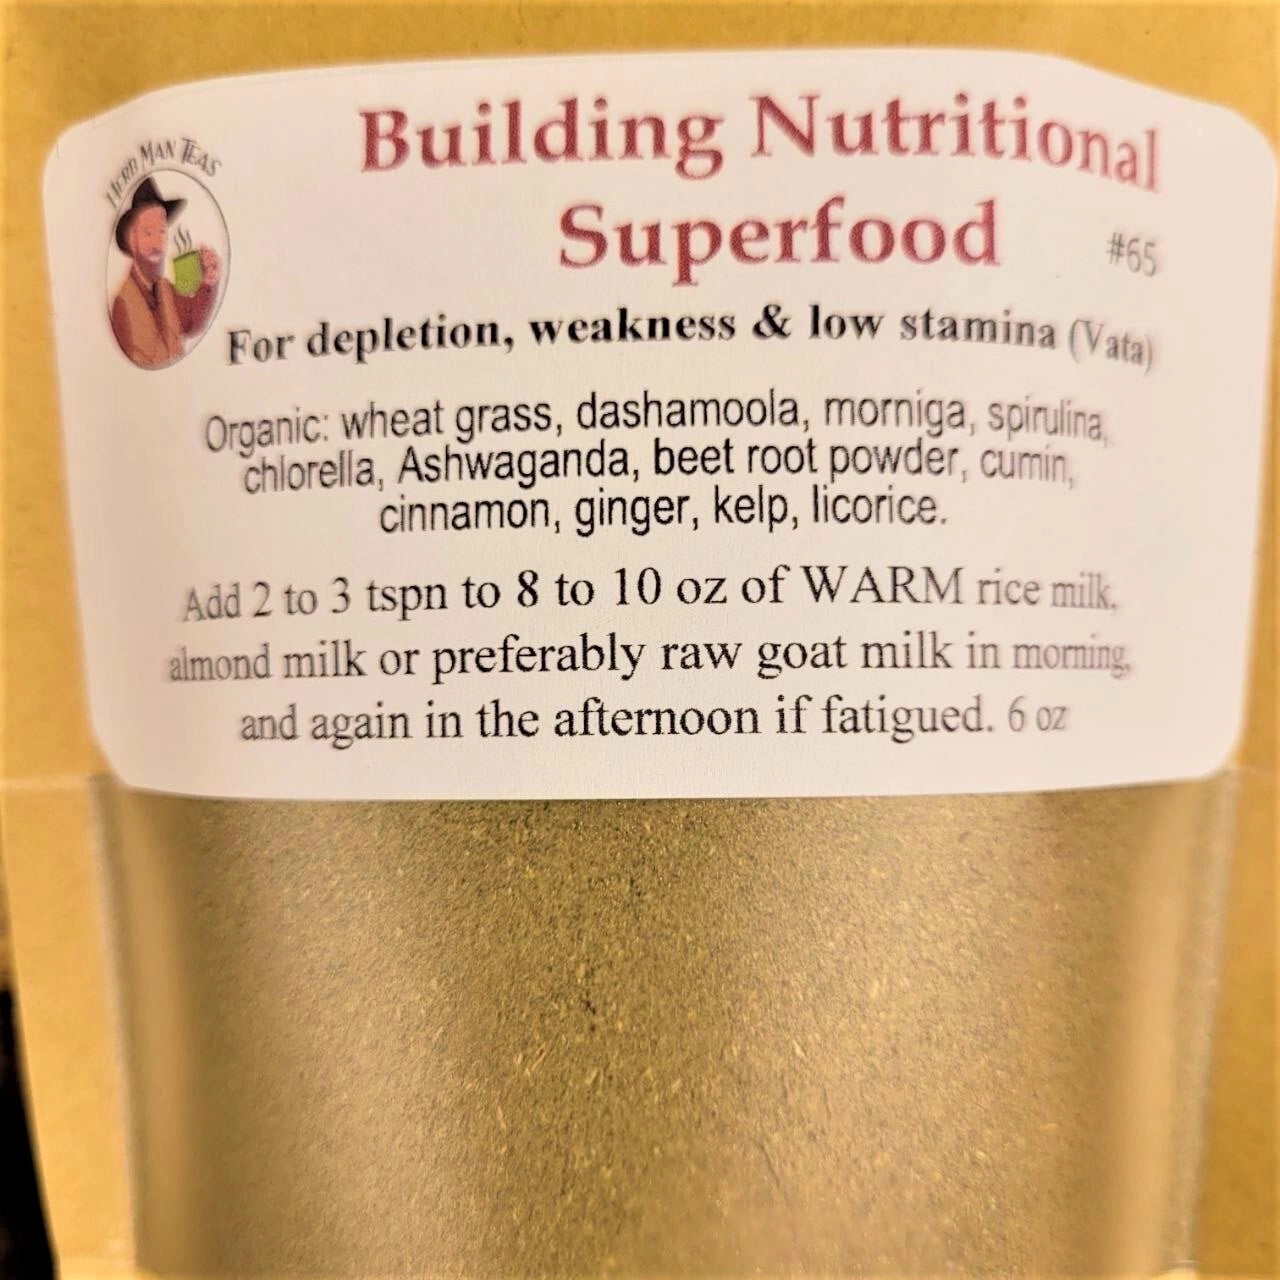 HERB MAN TEAS
Building Nutritional
Superfood
#65
For depletion, weakness & low stamina (Vata)
Organic: wheat grass, dashamoola, morniga, spirulina,
chlorella, Ashwaganda, beet root powder, cumin,
cinnamon, ginger, kelp, licorice.
Add 2 to 3 tspn to 8 to 10 oz of WARM rice milk,
almond milk or preferably raw goat milk in morning,
and again in the afternoon if fatigued. 6 oz